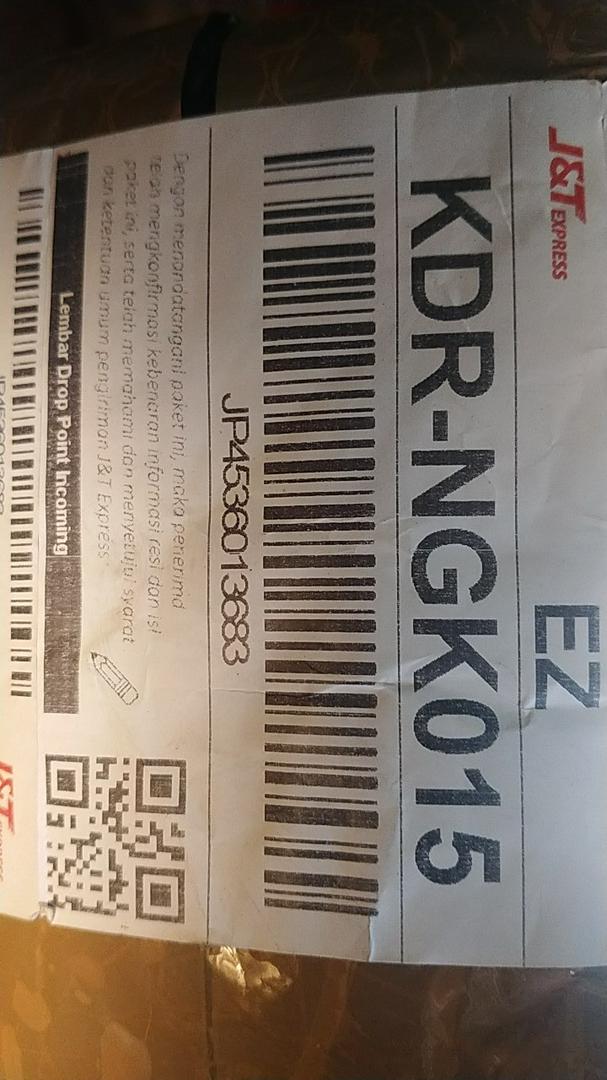 J&T EXPRESS
EZ
KDR-NGK015
JP4536013683
Dengan menandatangani paket ini, maka penerima
telah mengkonfirmasi kebenaran informasi resi dan isi
paket ini, serta telah memahami dan menyetujui syarat
dan ketentuan umum pengiriman J&T Express
Lembar Drop Point Incoming
J&T EXPRESS